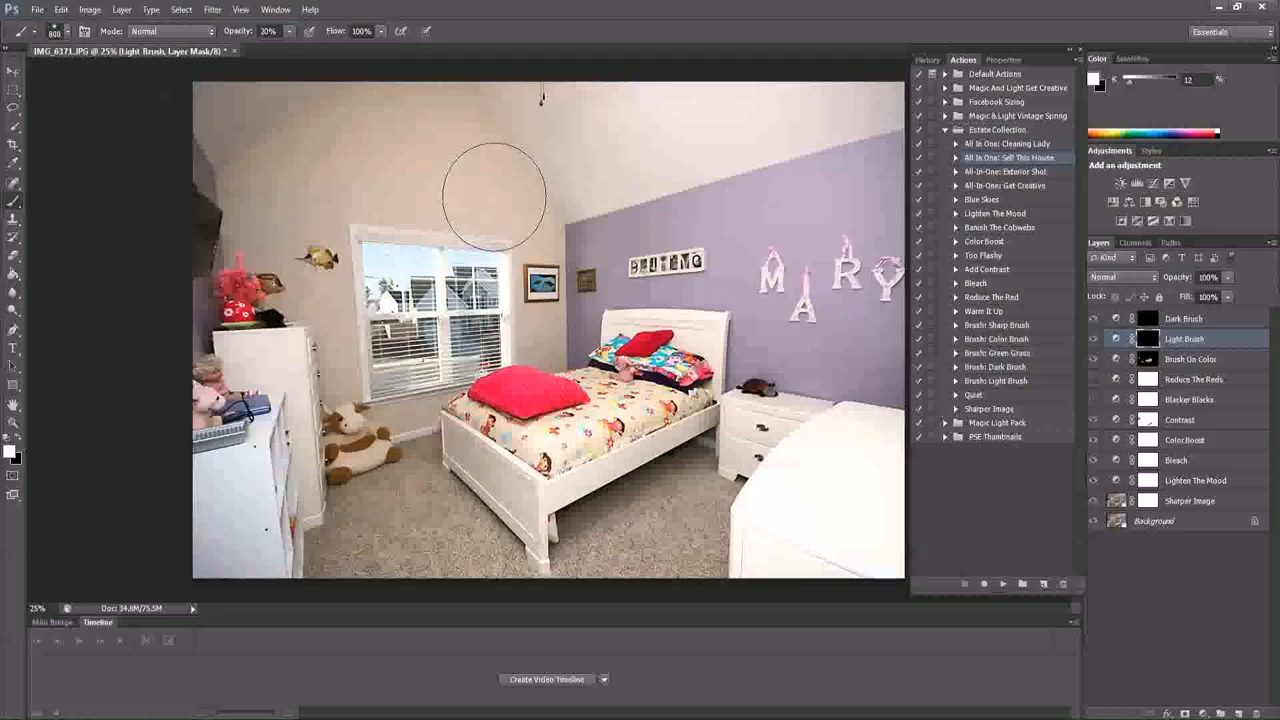 Ps File Edit Image Layer Type Select Filter View Window Help
800 Mode: Normal Opacity: 20% Flow: 100% Essentials
IMG_6371.JPG @ 25% (Light Brush, Layer Mask/8) *
History Actions Properties
Default Actions
Magic And Light Get Creative
Facebook Sizing
Magic & Light Vintage Spring
Estate Collection
All In One: Cleaning Lady
All In One: Sell This House
All-In-One: Exterior Shot
All-In-One: Get Creative
Blue Skies
Lighten The Mood
Banish The Cobwebs
Color Boost
Too Flashy
Add Contrast
Bleach
Reduce The Red
Warm It Up
Brush: Sharp Brush
Brush: Color Brush
Brush: Green Grass
Brush: Dark Brush
Brush: Light Brush
Quiet
Sharper Image
Magic Light Pack
PSE Thumbnails
Color Swatches
K 12 %
Adjustments Styles
Add an adjustment
Layers Channels Paths
Kind
Normal Opacity: 100%
Lock: Fill: 100%
Dark Brush
Light Brush
Brush On Color
Reduce The Reds
Blacker Blacks
Contrast
Color Boost
Bleach
Lighten The Mood
Sharper Image
Background
MARY
25% Doc: 34.8M/75.5M
Mini Bridge Timeline
Create Video Timeline